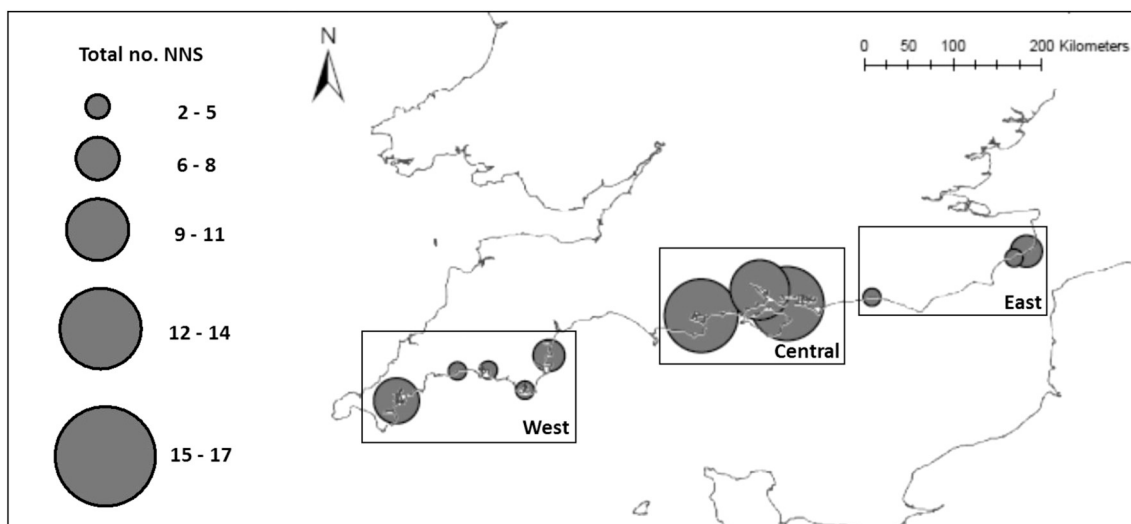 Total no. NNS
2 - 5
6 - 8
9 - 11
12 - 14
15 - 17
N
0 50 100 200 Kilometers
West
Central
East